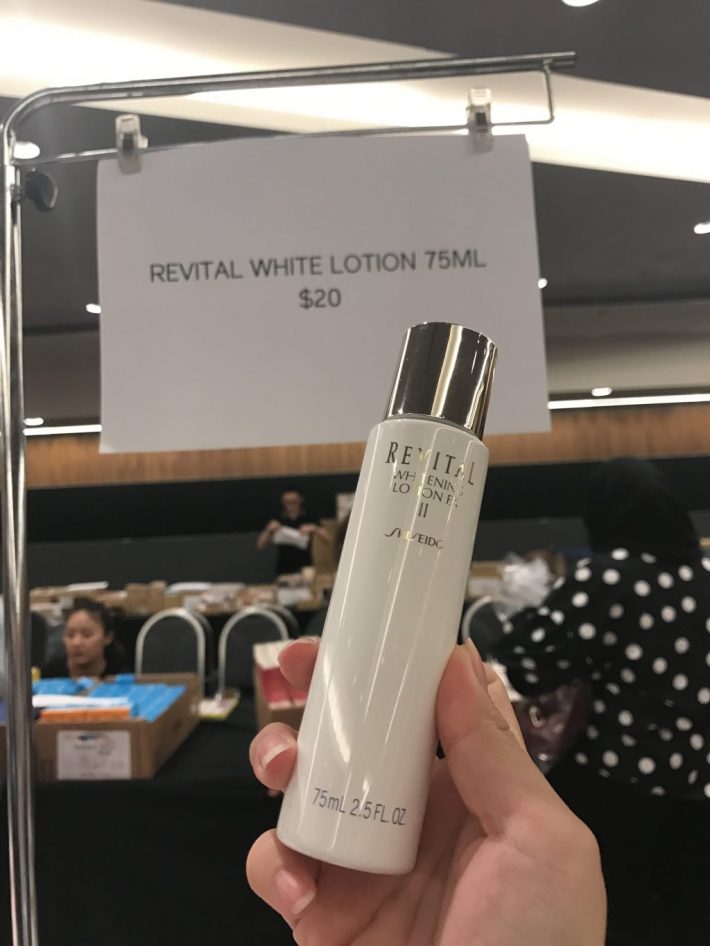 REVITAL WHITE LOTION 75ML
$20
REVITAL
WHITENING
LOTION EX
II
SHISEIDO
75mL 2.5 FL.OZ.